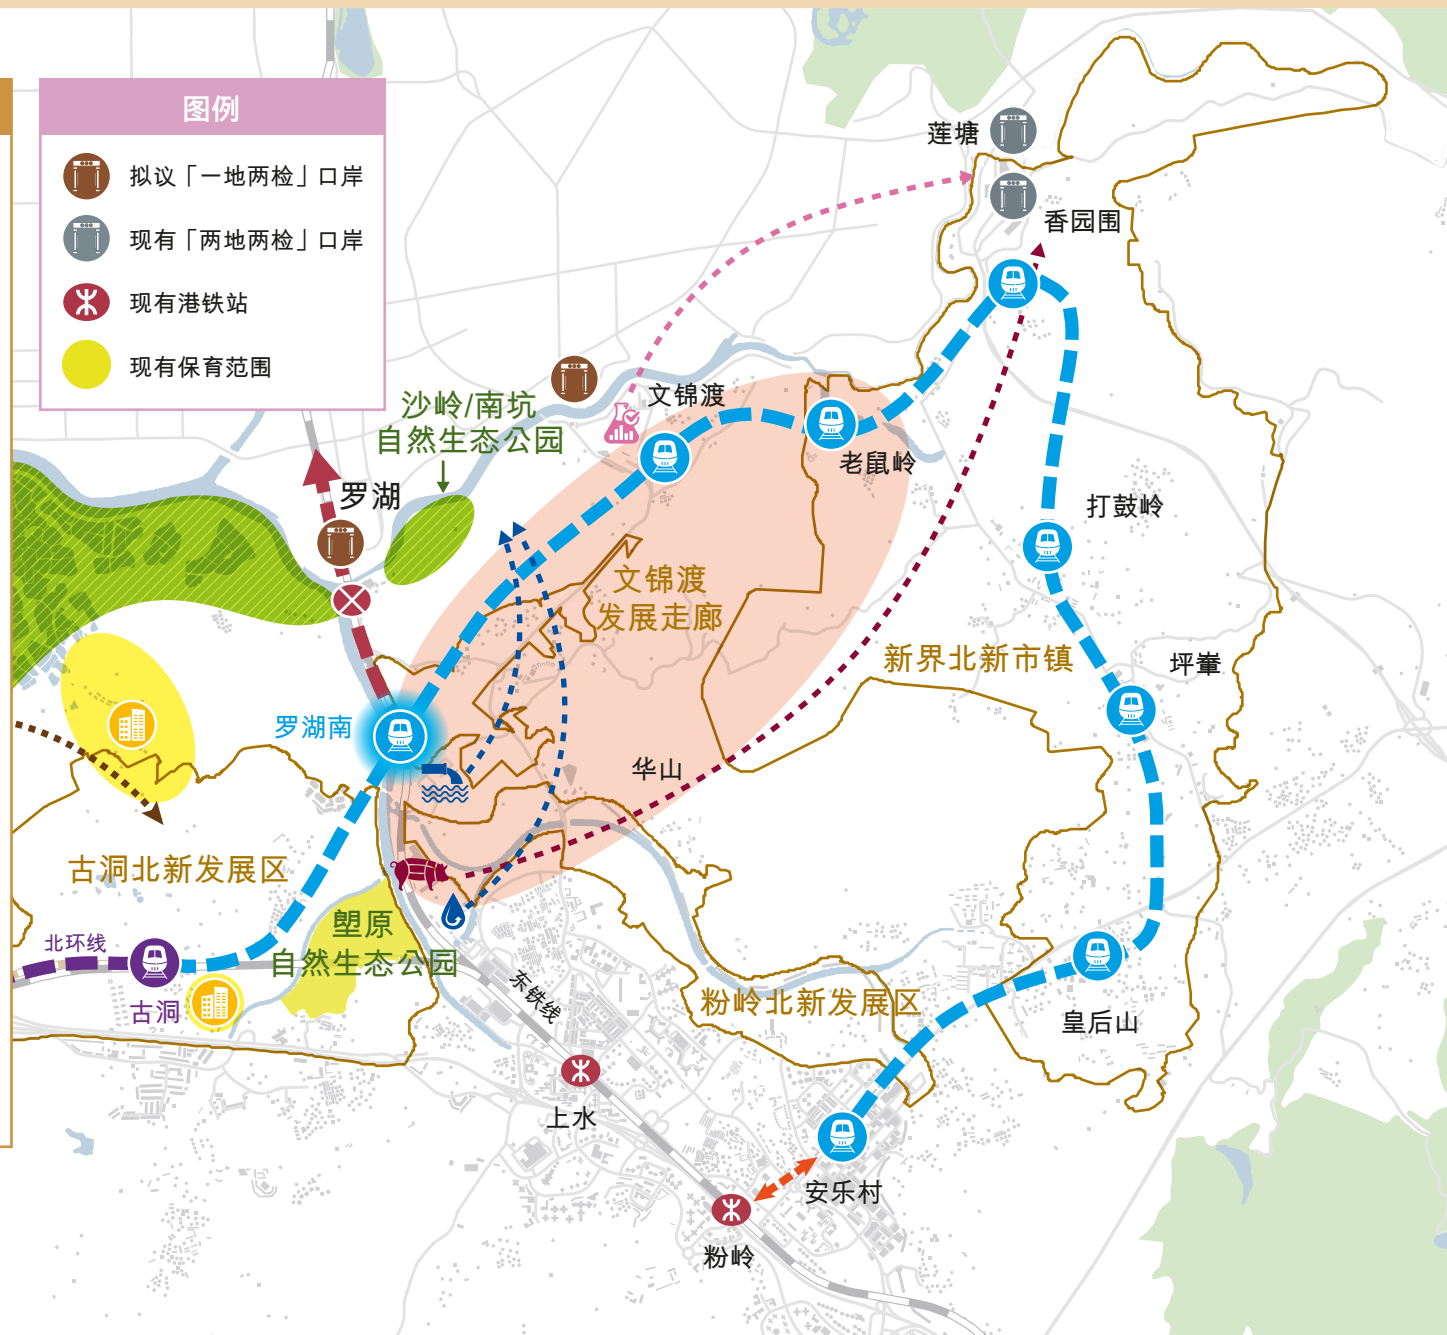 图例
拟议「一地两检」口岸
现有「两地两检」口岸
现有港铁站
现有保育范围
莲塘
香园围
文锦渡
沙岭/南坑
自然生态公园
老鼠岭
罗湖
打鼓岭
文锦渡
发展走廊
新界北新市镇
坪輋
罗湖南
华山
古洞北新发展区
塱原
自然生态公园
北环线
古洞
东铁线
粉岭北新发展区
皇后山
上水
安乐村
粉岭